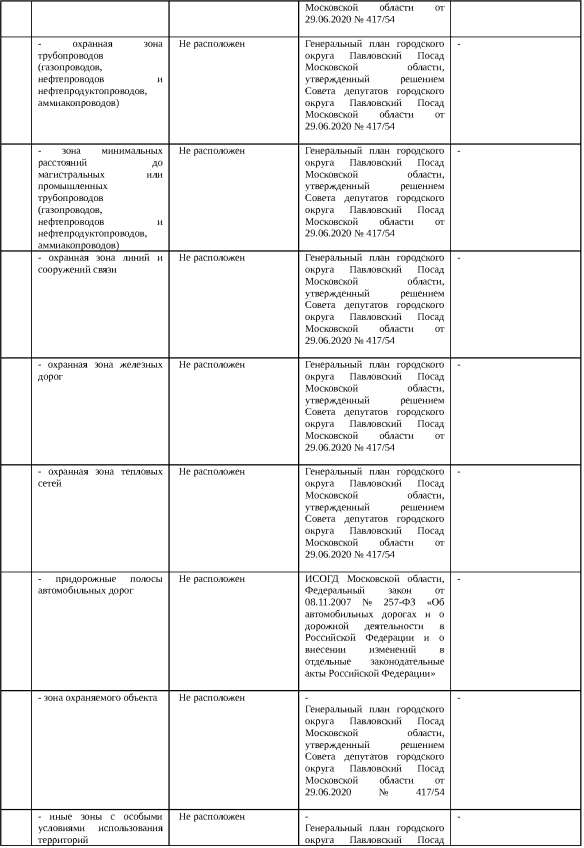 Московской области от
29.06.2020 № 417/54
- охранная зона
трубопроводов
(газопроводов,
нефтепроводов и
нефтепродуктопроводов,
аммиакопроводов)
Не расположен
Генеральный план городского
округа Павловский Посад
Московской области,
утвержденный решением
Совета депутатов городского
округа Павловский Посад
Московской области от
29.06.2020 № 417/54
-
- зона минимальных
расстояний до
магистральных или
промышленных
трубопроводов
(газопроводов,
нефтепроводов и
нефтепродуктопроводов,
аммиакопроводов)
Не расположен
Генеральный план городского
округа Павловский Посад
Московской области,
утвержденный решением
Совета депутатов городского
округа Павловский Посад
Московской области от
29.06.2020 № 417/54
-
- охранная зона линий и
сооружений связи
Не расположен
Генеральный план городского
округа Павловский Посад
Московской области,
утвержденный решением
Совета депутатов городского
округа Павловский Посад
Московской области от
29.06.2020 № 417/54
-
- охранная зона железных
дорог
Не расположен
Генеральный план городского
округа Павловский Посад
Московской области,
утвержденный решением
Совета депутатов городского
округа Павловский Посад
Московской области от
29.06.2020 № 417/54
-
- охранная зона тепловых
сетей
Не расположен
Генеральный план городского
округа Павловский Посад
Московской области,
утвержденный решением
Совета депутатов городского
округа Павловский Посад
Московской области от
29.06.2020 № 417/54
-
- придорожные полосы
автомобильных дорог
Не расположен
ИСОГД Московской области,
Федеральный закон от
08.11.2007 № 257-ФЗ «Об
автомобильных дорогах и о
дорожной деятельности в
Российской Федерации и о
внесении изменений в
отдельные законодательные
акты Российской Федерации»
-
- зона охраняемого объекта
Не расположен
-
Генеральный план городского
округа Павловский Посад
Московской области,
утвержденный решением
Совета депутатов городского
округа Павловский Посад
Московской области от
29.06.2020 № 417/54
-
- иные зоны с особыми
условиями использования
территорий
Не расположен
-
Генеральный план городского
округа Павловский Посад
-